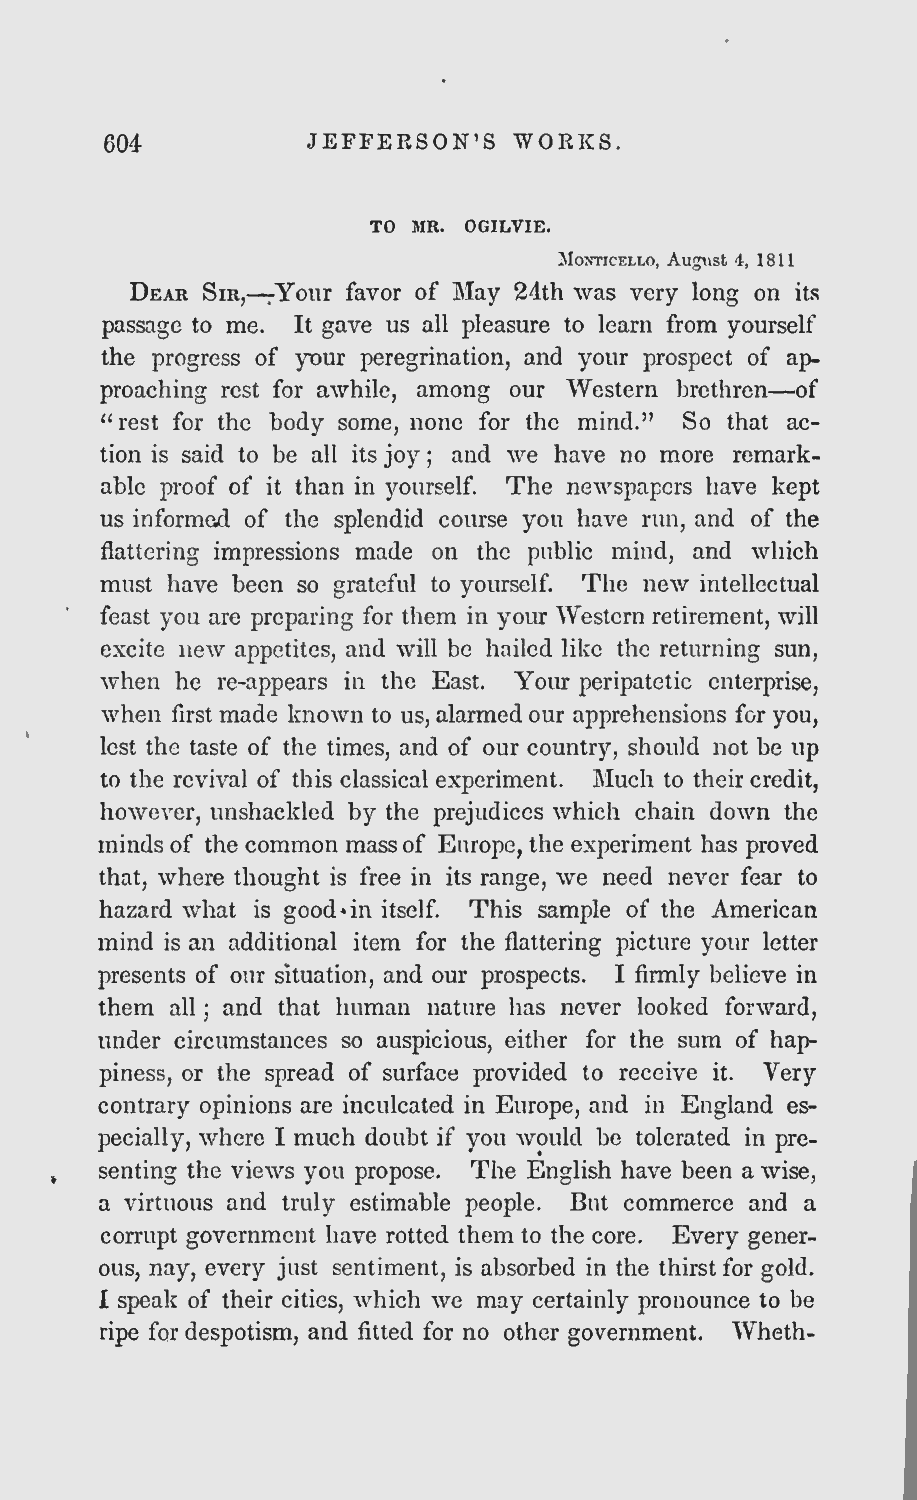 604 JEFFERSON'S WORKS.
TO MR. OGILVIE.
MONTICELLO, August 4, 1811
DEAR SIR,—Your favor of May 24th was very long on its
passage to me. It gave us all pleasure to learn from yourself
the progress of your peregrination, and your prospect of ap-
proaching rest for awhile, among our Western brethren—of
"rest for the body some, none for the mind." So that ac-
tion is said to be all its joy; and we have no more remark-
able proof of it than in yourself. The newspapers have kept
us informed of the splendid course you have run, and of the
flattering impressions made on the public mind, and which
must have been so grateful to yourself. The new intellectual
feast you are preparing for them in your Western retirement, will
excite new appetites, and will be hailed like the returning sun,
when he re-appears in the East. Your peripatetic enterprise,
when first made known to us, alarmed our apprehensions for you,
lest the taste of the times, and of our country, should not be up
to the revival of this classical experiment. Much to their credit,
however, unshackled by the prejudices which chain down the
minds of the common mass of Europe, the experiment has proved
that, where thought is free in its range, we need never fear to
hazard what is good in itself. This sample of the American
mind is an additional item for the flattering picture your letter
presents of our situation, and our prospects. I firmly believe in
them all; and that human nature has never looked forward,
under circumstances so auspicious, either for the sum of hap-
piness, or the spread of surface provided to receive it. Very
contrary opinions are inculcated in Europe, and in England es-
pecially, where I much doubt if you would be tolerated in pre-
senting the views you propose. The English have been a wise,
a virtuous and truly estimable people. But commerce and a
corrupt government have rotted them to the core. Every gener-
ous, nay, every just sentiment, is absorbed in the thirst for gold.
I speak of their cities, which we may certainly pronounce to be
ripe for despotism, and fitted for no other government. Wheth-